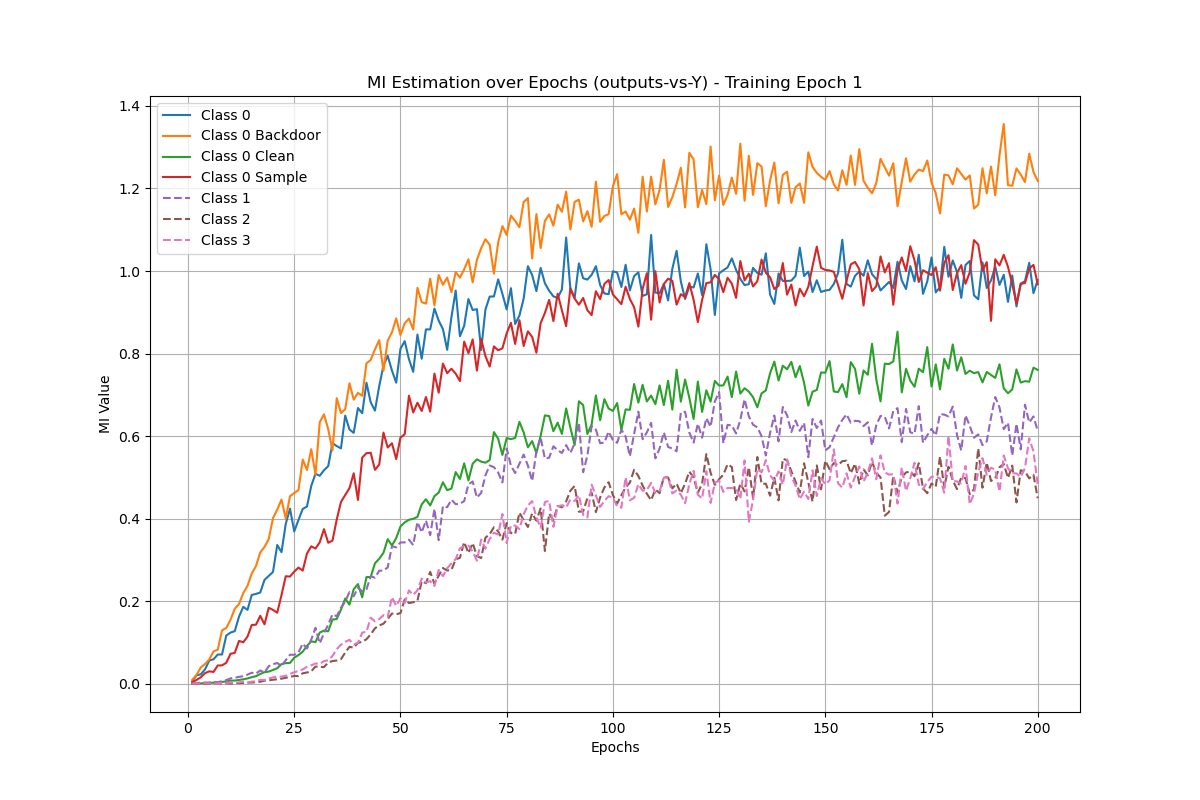 MI Estimation over Epochs (outputs-vs-Y) - Training Epoch 1
1.4
1.2
1.0
0.8
0.6
0.4
0.2
0.0
MI Value
Class 0
Class 0 Backdoor
Class 0 Clean
Class 0 Sample
Class 1
Class 2
Class 3
0 25 50 75 100 125 150 175 200
Epochs